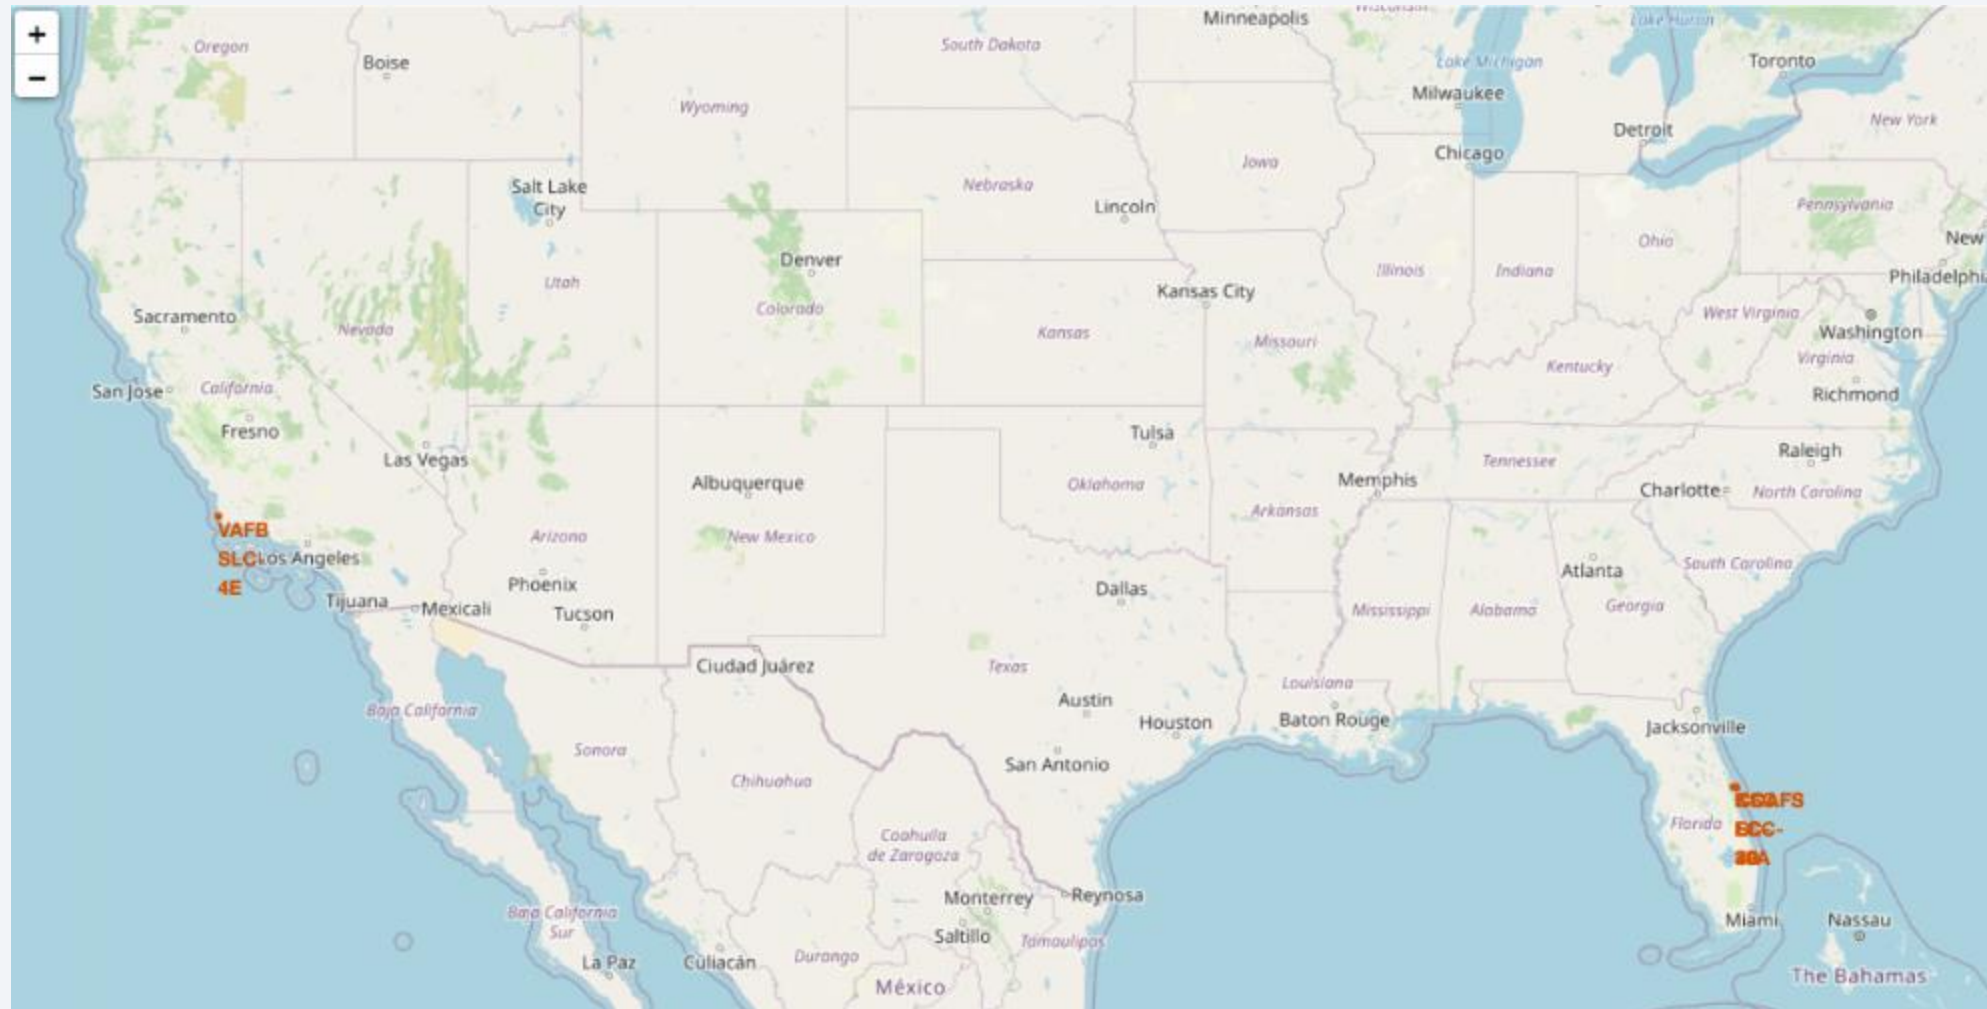 +
−
Minneapolis
Wisconsin
Lake Huron
Oregon
Boise
South Dakota
Lake Michigan
Toronto
Wyoming
Milwaukee
New York
Detroit
Chicago
Iowa
Salt Lake
City
Nebraska
Lincoln
Pennsylvania
New
Ohio
Denver
Illinois
Indiana
Philadelphi
Utah
Kansas City
Colorado
West Virginia
Sacramento
Nevada
Kansas
Missouri
Washington
Virginia
Kentucky
San Jose
California
Richmond
Fresno
Tulsa
Las Vegas
Raleigh
Tennessee
Albuquerque
Oklahoma
Memphis
Charlotte
North Carolina
Arkansas
VAFB
SLC-
4E
Los Angeles
Arizona
New Mexico
Phoenix
Dallas
Atlanta
South Carolina
Tijuana
Mexicali
Tucson
Mississippi
Alabama
Georgia
Ciudad Juárez
Texas
Louisiana
Baja California
Austin
Houston
Baton Rouge
Jacksonville
Sonora
San Antonio
Chihuahua
Florida
Coahuila
de Zaragoza
Monterrey
Reynosa
Baja California
Sur
Saltillo
Tamaulipas
Miami
Nassau
La Paz
Culiacán
Durango
México
The Bahamas